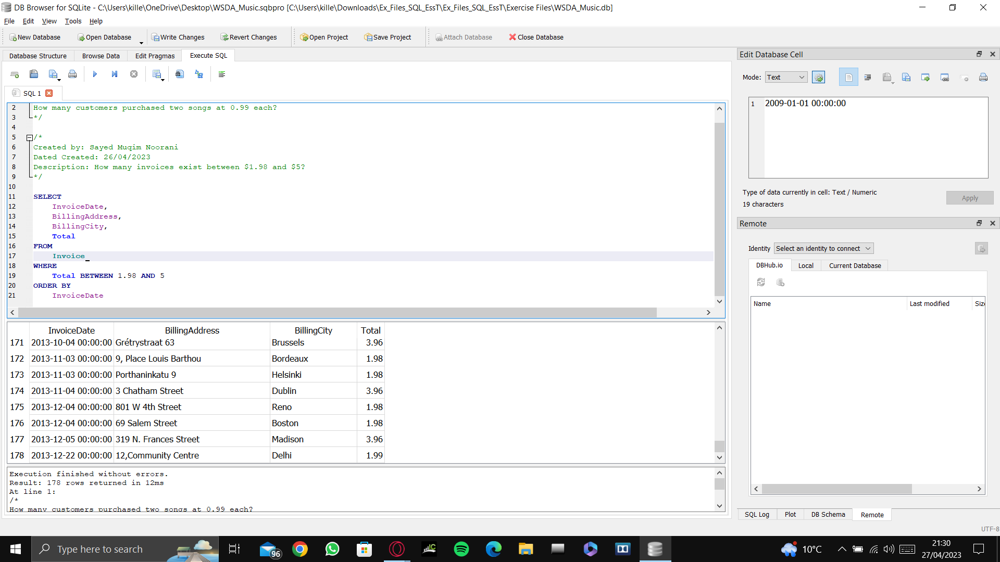 DB Browser for SQLite - C:\Users\kille\OneDrive\Desktop\WSDA_Music.sqbpro [C:\Users\kille\Downloads\Ex_Files_SQL_EssT\Ex_Files_SQL_EssT\Exercise Files\WSDA_Music.db]
File Edit View Tools Help
New Database Open Database Write Changes Revert Changes Open Project Save Project Attach Database Close Database
Database Structure Browse Data Edit Pragmas Execute SQL
SQL 1
2 How many customers purchased two songs at 0.99 each?
3 */
4
5 /*
6 Created by: Sayed Muqim Noorani
7 Dated Created: 26/04/2023
8 Description: How many invoices exist between $1.98 and $5?
9 */
10
11 SELECT
12 InvoiceDate,
13 BillingAddress,
14 BillingCity,
15 Total
16 FROM
17 Invoice
18 WHERE
19 Total BETWEEN 1.98 AND 5
20 ORDER BY
21 InvoiceDate
InvoiceDate BillingAddress BillingCity Total
171 2013-10-04 00:00:00 Grétrystraat 63 Brussels 3.96
172 2013-11-03 00:00:00 9, Place Louis Barthou Bordeaux 1.98
173 2013-11-03 00:00:00 Porthaninkatu 9 Helsinki 1.98
174 2013-11-04 00:00:00 3 Chatham Street Dublin 3.96
175 2013-12-04 00:00:00 801 W 4th Street Reno 1.98
176 2013-12-04 00:00:00 69 Salem Street Boston 1.98
177 2013-12-05 00:00:00 319 N. Frances Street Madison 3.96
178 2013-12-22 00:00:00 12,Community Centre Delhi 1.99
Execution finished without errors.
Result: 178 rows returned in 12ms
At line 1:
/*
How many customers purchased two songs at 0.99 each?
Edit Database Cell
Mode: Text
1 2009-01-01 00:00:00
Type of data currently in cell: Text / Numeric
19 characters
Apply
Remote
Identity Select an identity to connect
DBHub.io Local Current Database
Name Last modified Size
SQL Log Plot DB Schema Remote
UTF-8
Type here to search
96
10°C
21:30
27/04/2023